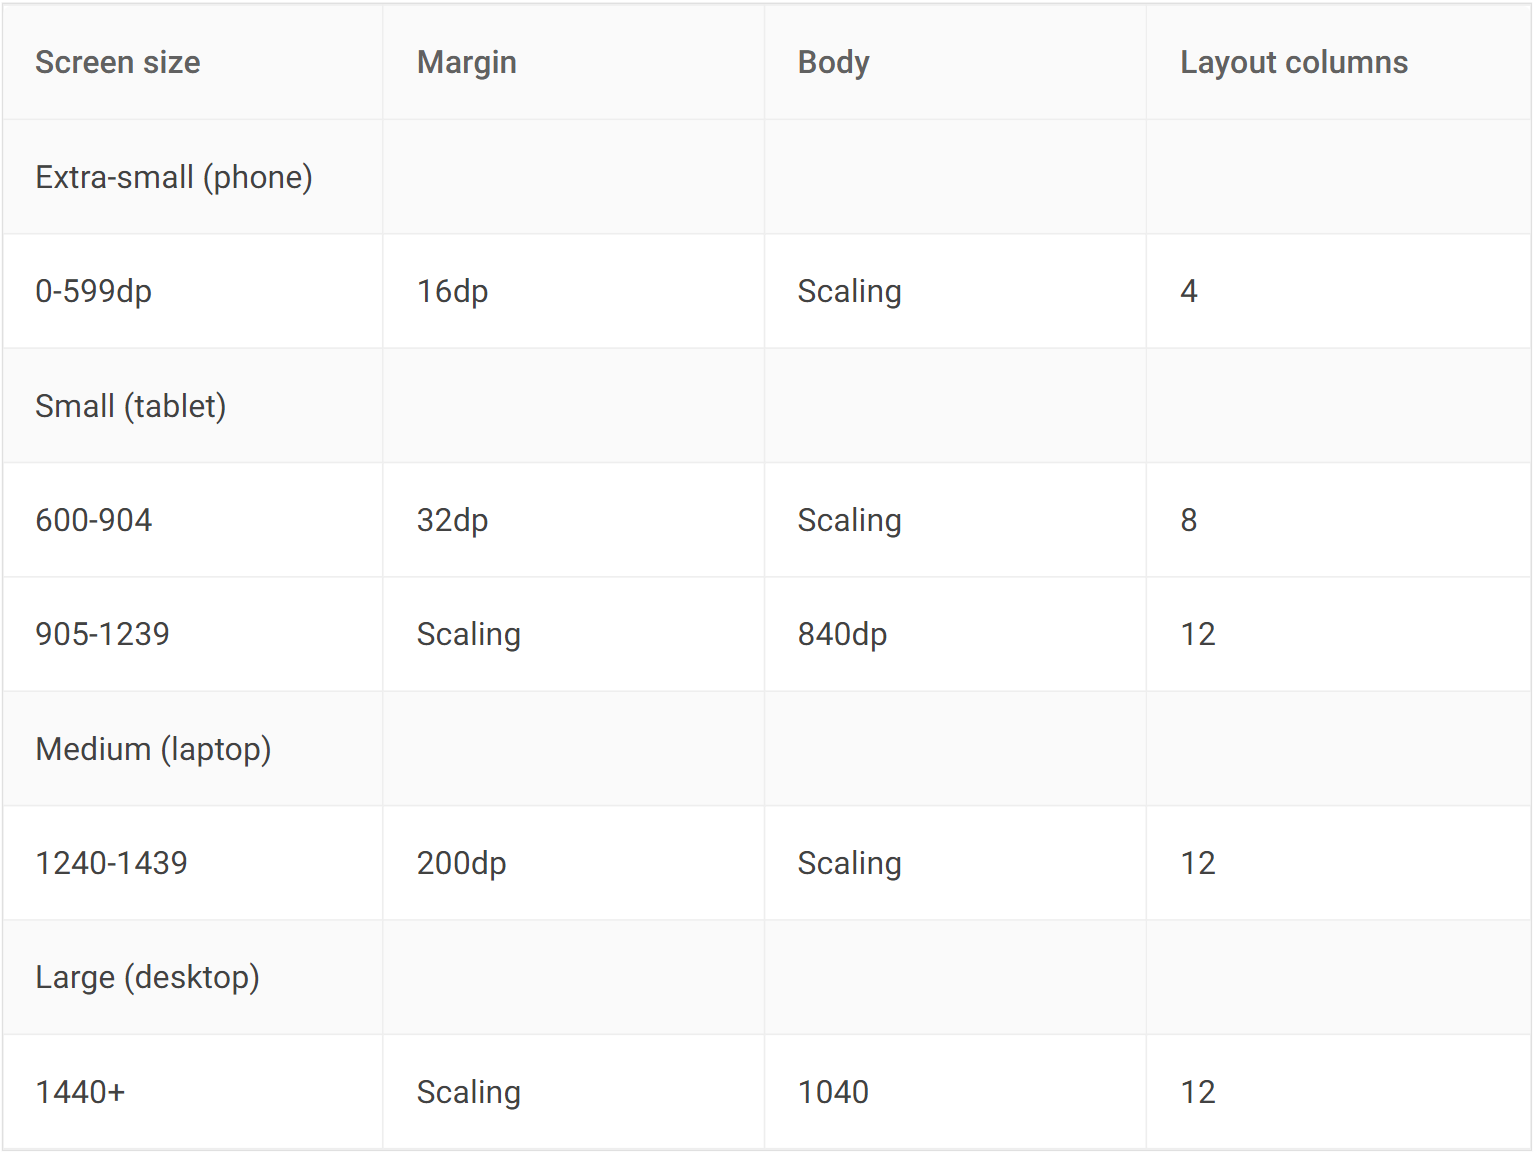 Screen size Margin Body Layout columns
Extra-small (phone)
0-599dp 16dp Scaling 4
Small (tablet)
600-904 32dp Scaling 8
905-1239 Scaling 840dp 12
Medium (laptop)
1240-1439 200dp Scaling 12
Large (desktop)
1440+ Scaling 1040 12